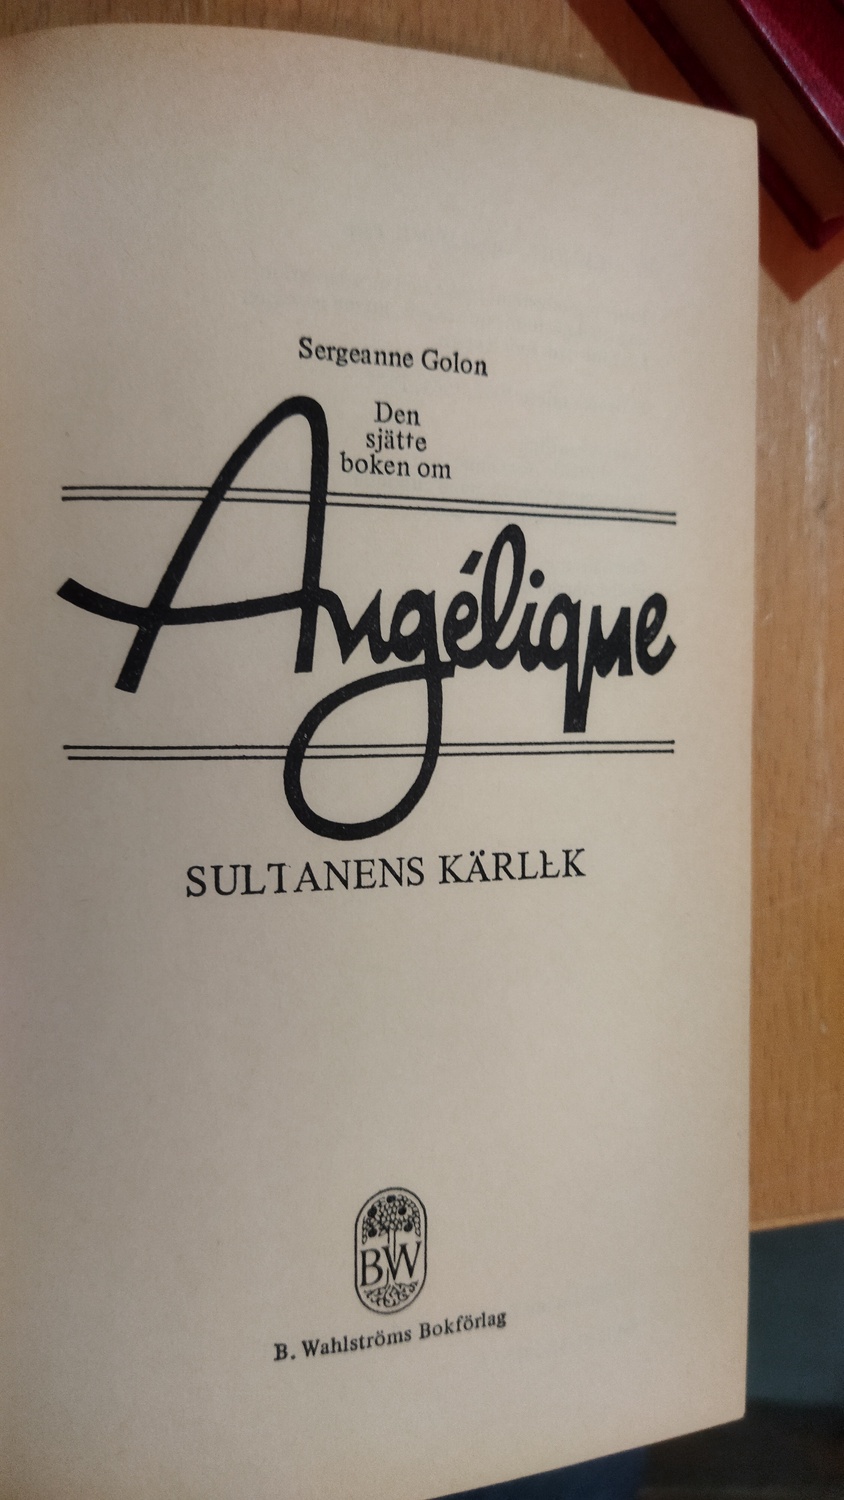 Sergeanne Golon
Den
sjätte
boken om
Angélique
SULTANENS KÄRLEK
BW
B. Wahlströms Bokförlag